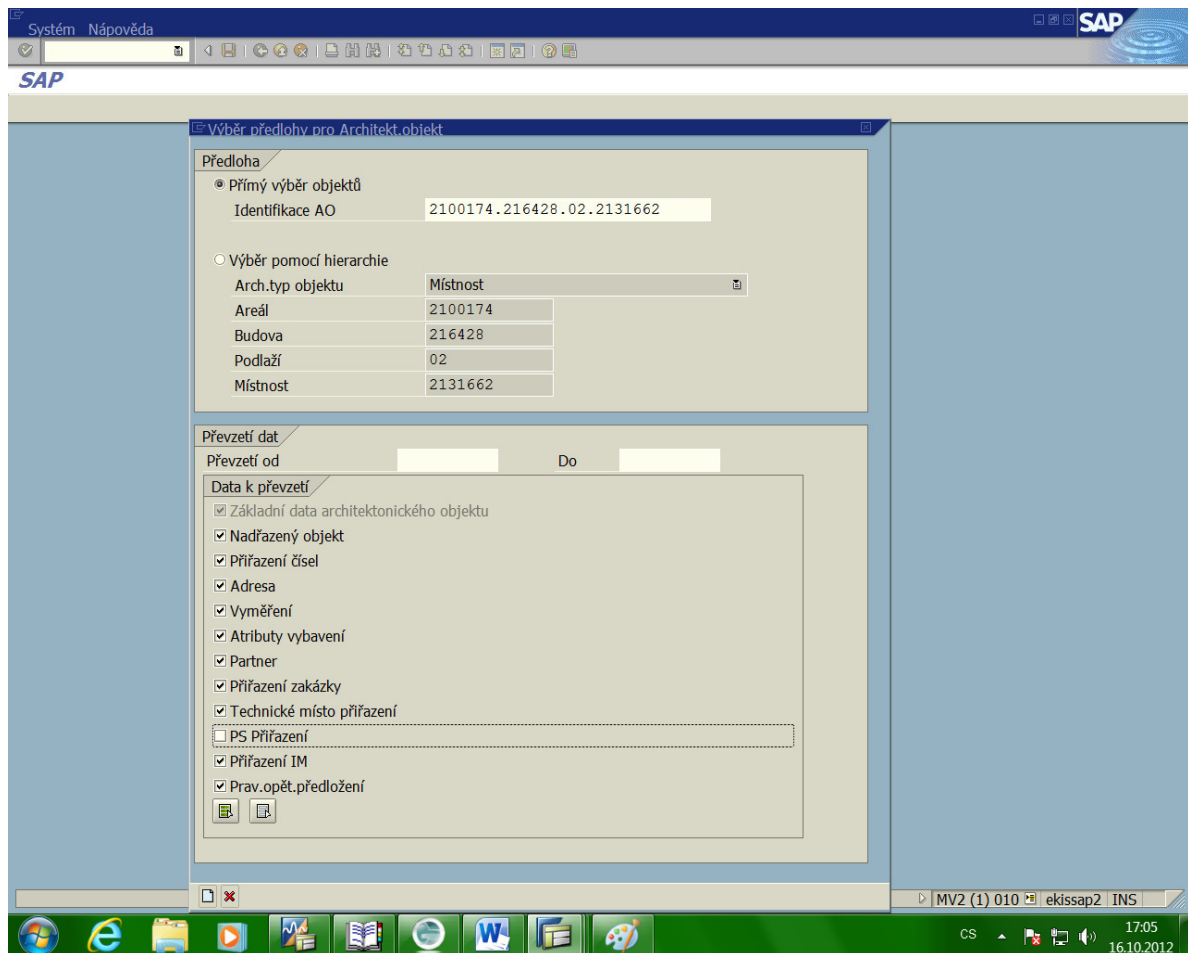 Systém Nápověda
SAP
SAP
Výběr předlohy pro Architekt.objekt
Předloha
Přímý výběr objektů
Identifikace AO 2100174.216428.02.2131662
Výběr pomocí hierarchie
Arch.typ objektu Místnost
Areál 2100174
Budova 216428
Podlaží 02
Místnost 2131662
Převzetí dat
Převzetí od Do
Data k převzetí
Základní data architektonického objektu
Nadřazený objekt
Přiřazení čísel
Adresa
Vyměření
Atributy vybavení
Partner
Přiřazení zakázky
Technické místo přiřazení
PS Přiřazení
Přiřazení IM
Prav.opět.předložení
MV2 (1) 010 ekissap2 INS
CS 17:05
16.10.2012